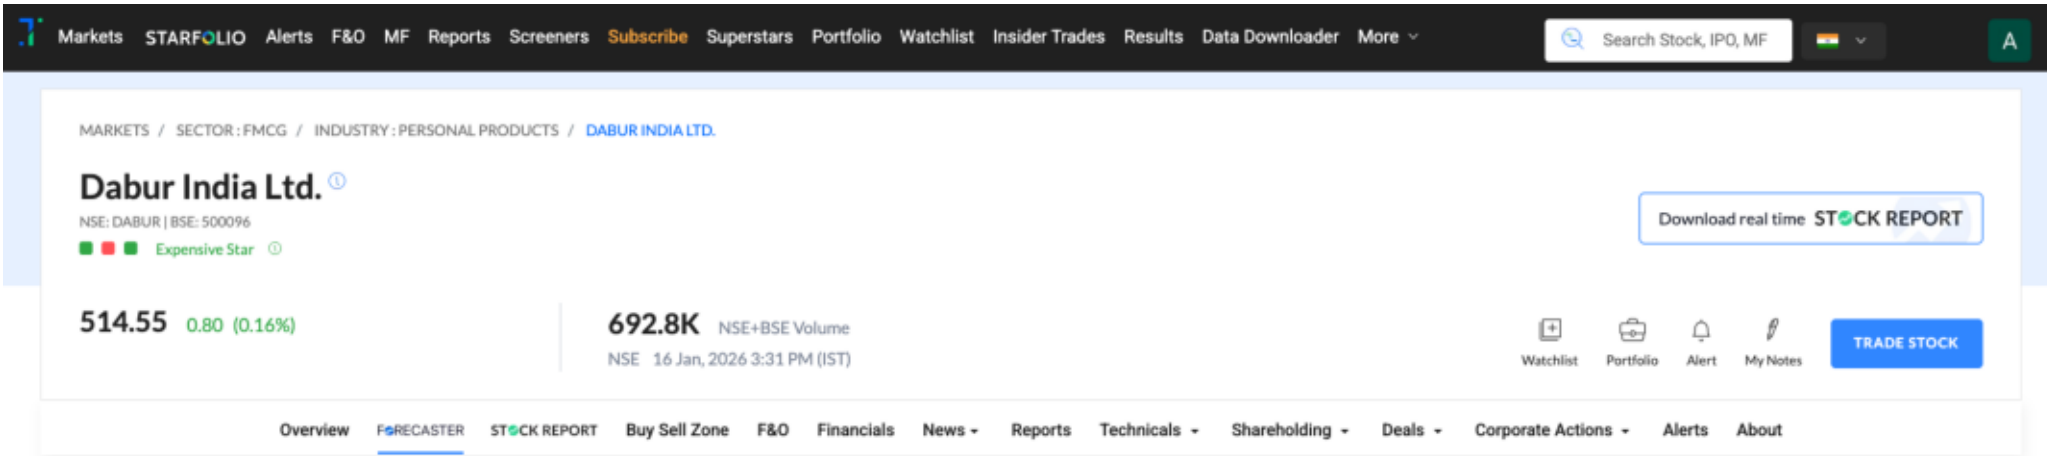 Markets STARFOLIO Alerts F&O MF Reports Screeners Subscribe Superstars Portfolio Watchlist Insider Trades Results Data Downloader More Search Stock, IPO, MF A
MARKETS / SECTOR : FMCG / INDUSTRY : PERSONAL PRODUCTS / DABUR INDIA LTD.
Dabur India Ltd.
NSE: DABUR | BSE: 500096
Expensive Star
Download real time STOCK REPORT
514.55 0.80 (0.16%)
692.8K NSE+BSE Volume
NSE 16 Jan, 2026 3:31 PM (IST)
Watchlist Portfolio Alert My Notes
TRADE STOCK
Overview FORECASTER STOCK REPORT Buy Sell Zone F&O Financials News Reports Technicals Shareholding Deals Corporate Actions Alerts About